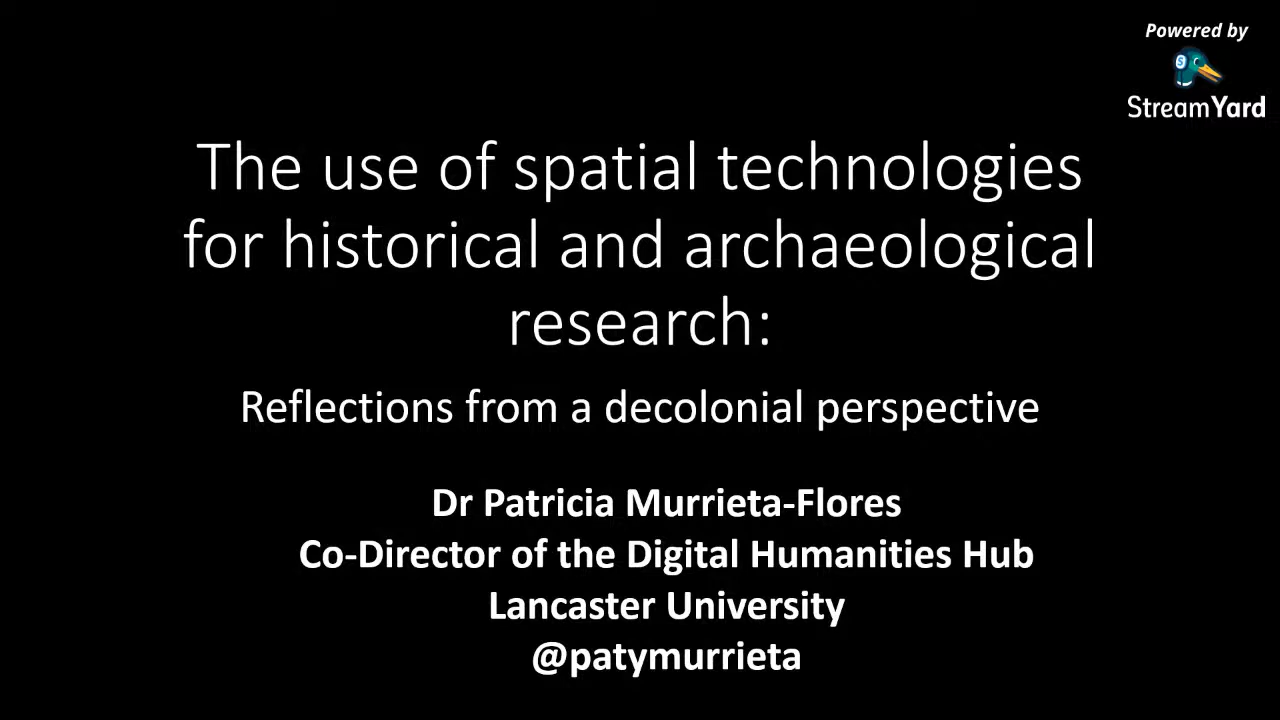 Powered by
StreamYard
The use of spatial technologies
for historical and archaeological
research:
Reflections from a decolonial perspective
Dr Patricia Murrieta-Flores
Co-Director of the Digital Humanities Hub
Lancaster University
@patymurrieta